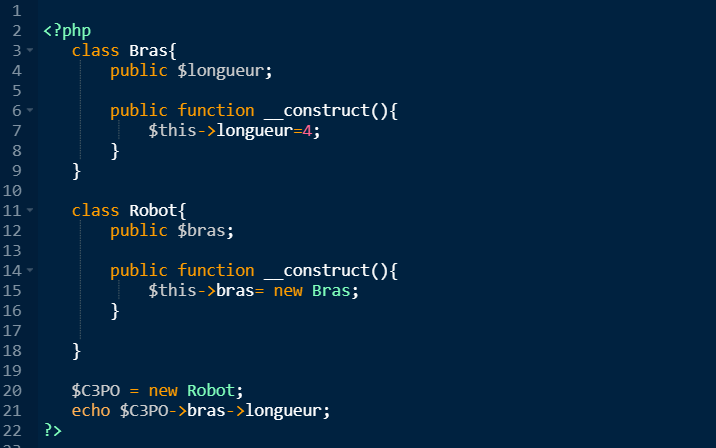 1
2 <?php
3 class Bras{
4 public $longueur;
5
6 public function __construct(){
7 $this->longueur=4;
8 }
9 }
10
11 class Robot{
12 public $bras;
13
14 public function __construct(){
15 $this->bras= new Bras;
16 }
17
18 }
19
20 $C3PO = new Robot;
21 echo $C3PO->bras->longueur;
22 ?>
23